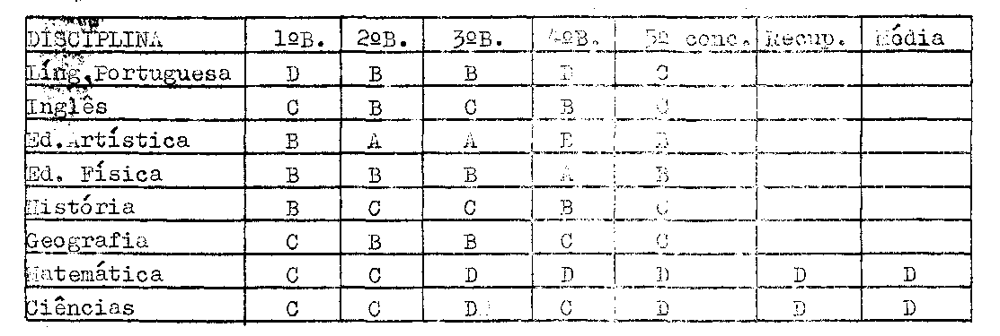 DISCIPLINA 1ºB. 2ºB. 3ºB. 4ºB. 5º conc. Recup. Média
Líng.Portuguesa D B B D C
Inglês C B C B C
Ed.Artística B A A B B
Ed. Física B B B A B
História B C C B C
Geografia C B B C C
Matemática C C D D D D D
Ciências C C D C D D D